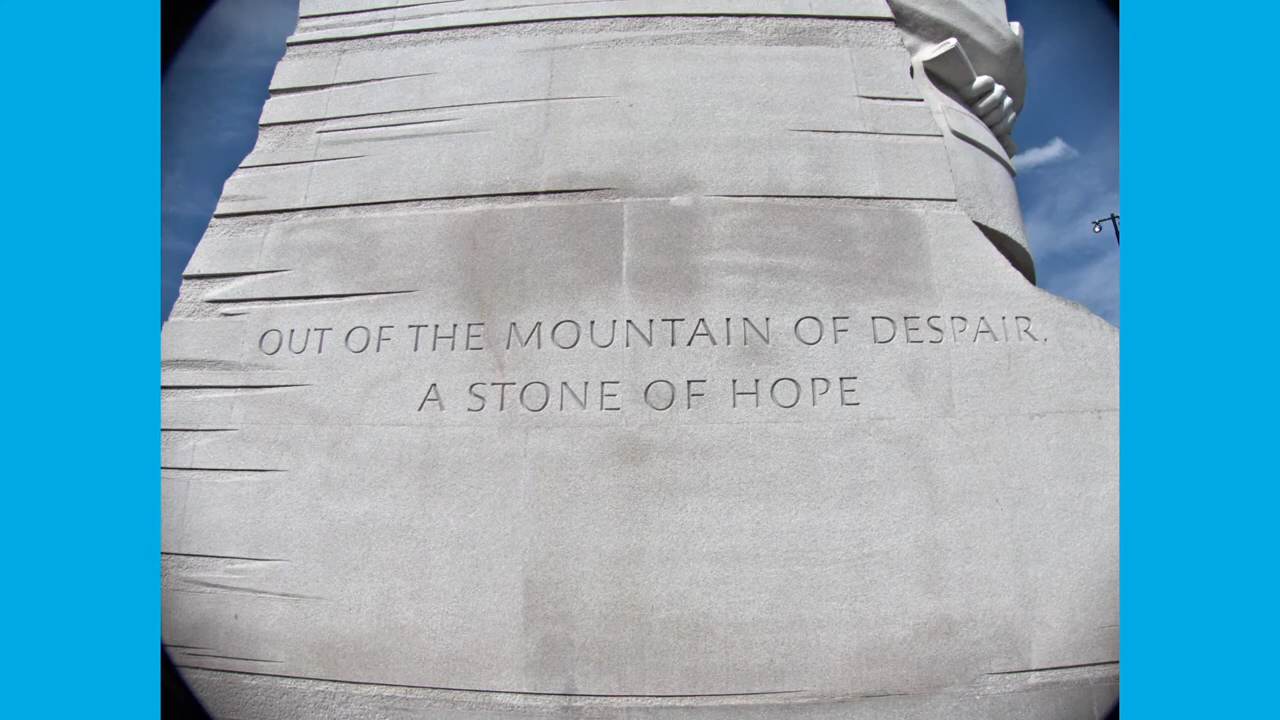 OUT OF THE MOUNTAIN OF DESPAIR,
A STONE OF HOPE